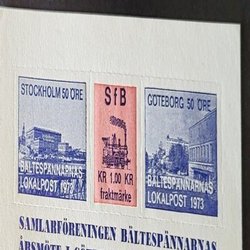 STOCKHOLM 50 ÖRE
BÄLTESPÄNNARNAS
LOKALPOST 1973
SfB
KR 1.00 KR
fraktmärke
GÖTEBORG 50 ÖRE
BÄLTESPÄNNARNAS
LOKALPOST 1973
SAMLARFÖRENINGEN BÄLTESPÄNNARNAS
ÅRSMÖTE I